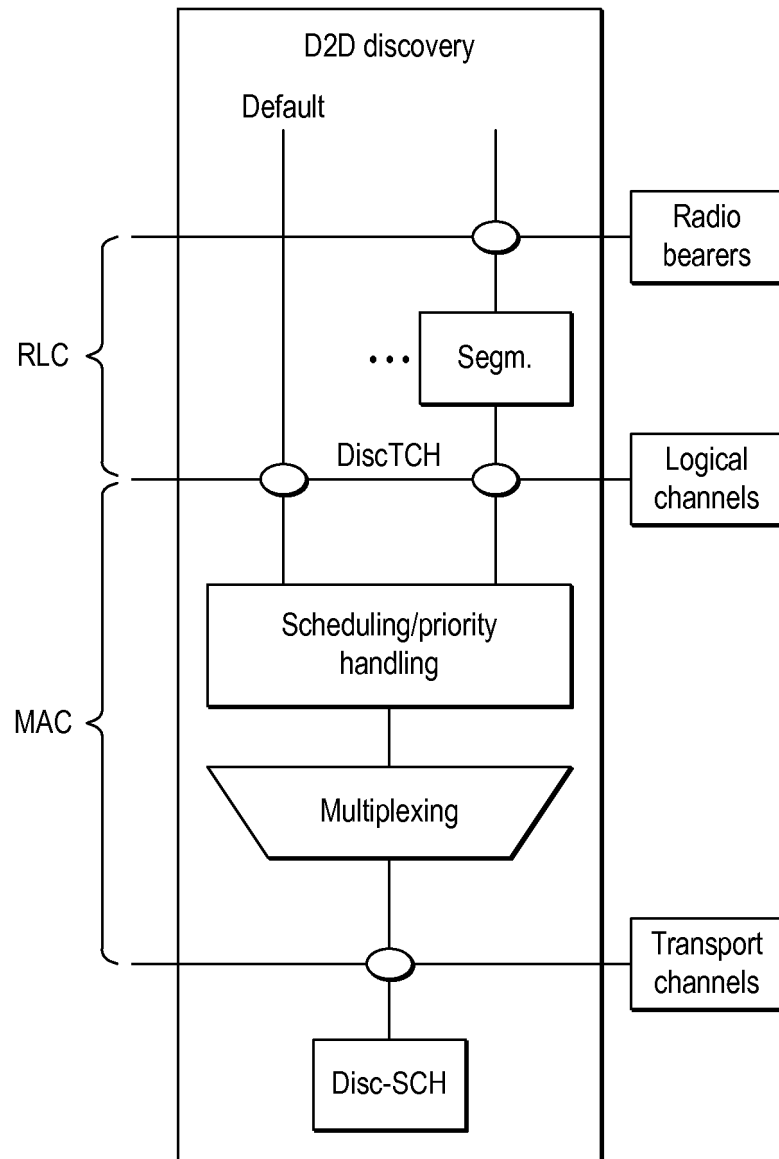 D2D discovery
Default
Radio
bearers
RLC
Segm.
DiscTCH
Logical
channels
Scheduling/priority
handling
MAC
Multiplexing
Transport
channels
Disc-SCH